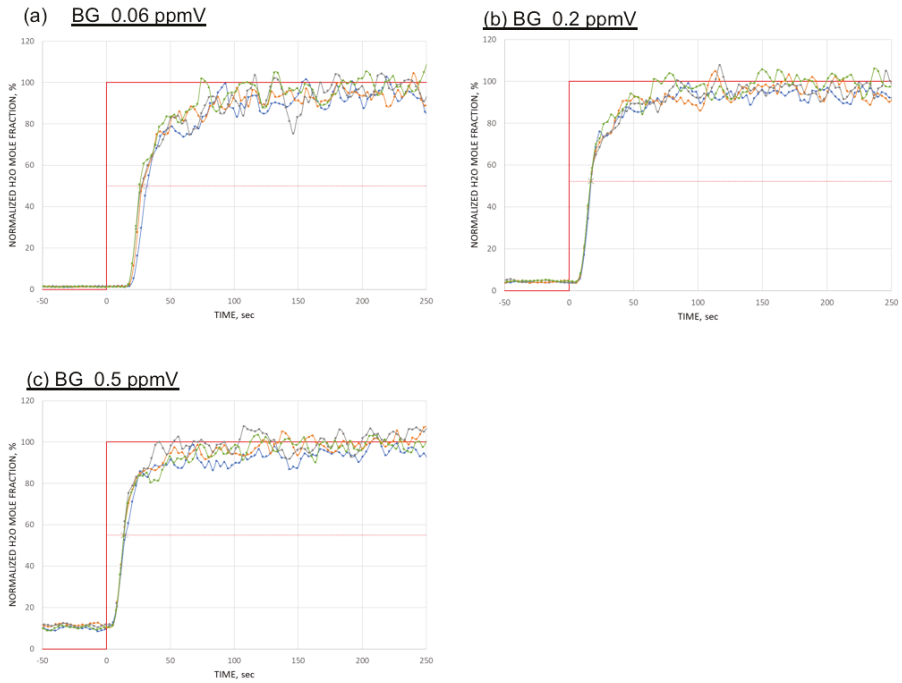 (a) BG 0.06 ppmV
120
100
80
60
40
20
0
NORMALIZED H2O MOLE FRACTION, %
-50 0 50 100 150 200 250
TIME, sec
(b) BG 0.2 ppmV
120
100
80
60
40
20
0
NORMALIZED H2O MOLE FRACTION, %
-50 0 50 100 150 200 250
TIME, sec
(c) BG 0.5 ppmV
120
100
80
60
40
20
0
NORMALIZED H2O MOLE FRACTION, %
-50 0 50 100 150 200 250
TIME, sec